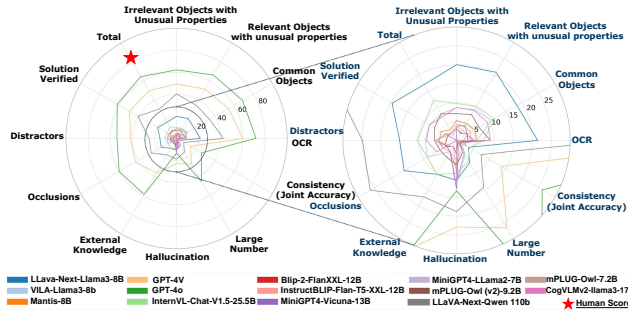 Irrelevant Objects with
Unusual Properties
Total
Relevant Objects
with unusual properties
Solution
Verified
Common
Objects
80
60
40
20
Distractors
OCR
Occlusions
Consistency
(Joint Accuracy)
External
Knowledge
Large
Number
Hallucination
Irrelevant Objects with
Unusual Properties
Total
Relevant Objects
with unusual properties
Solution
Verified
Common
Objects
25
20
15
10
5
Distractors
OCR
Occlusions
Consistency
(Joint Accuracy)
External
Knowledge
Large
Number
Hallucination
LLava-Next-Llama3-8B
GPT-4V
Blip-2-FlanXXL-12B
MiniGPT4-LLama2-7B
mPLUG-Owl-7.2B
VILA-Llama3-8b
GPT-4o
InstructBLIP-Flan-T5-XXL-12B
mPLUG-Owl (v2)-9.2B
CogVLMv2-llama3-17
Mantis-8B
InternVL-Chat-V1.5-25.5B
MiniGPT4-Vicuna-13B
LLaVA-Next-Qwen 110b
Human Score